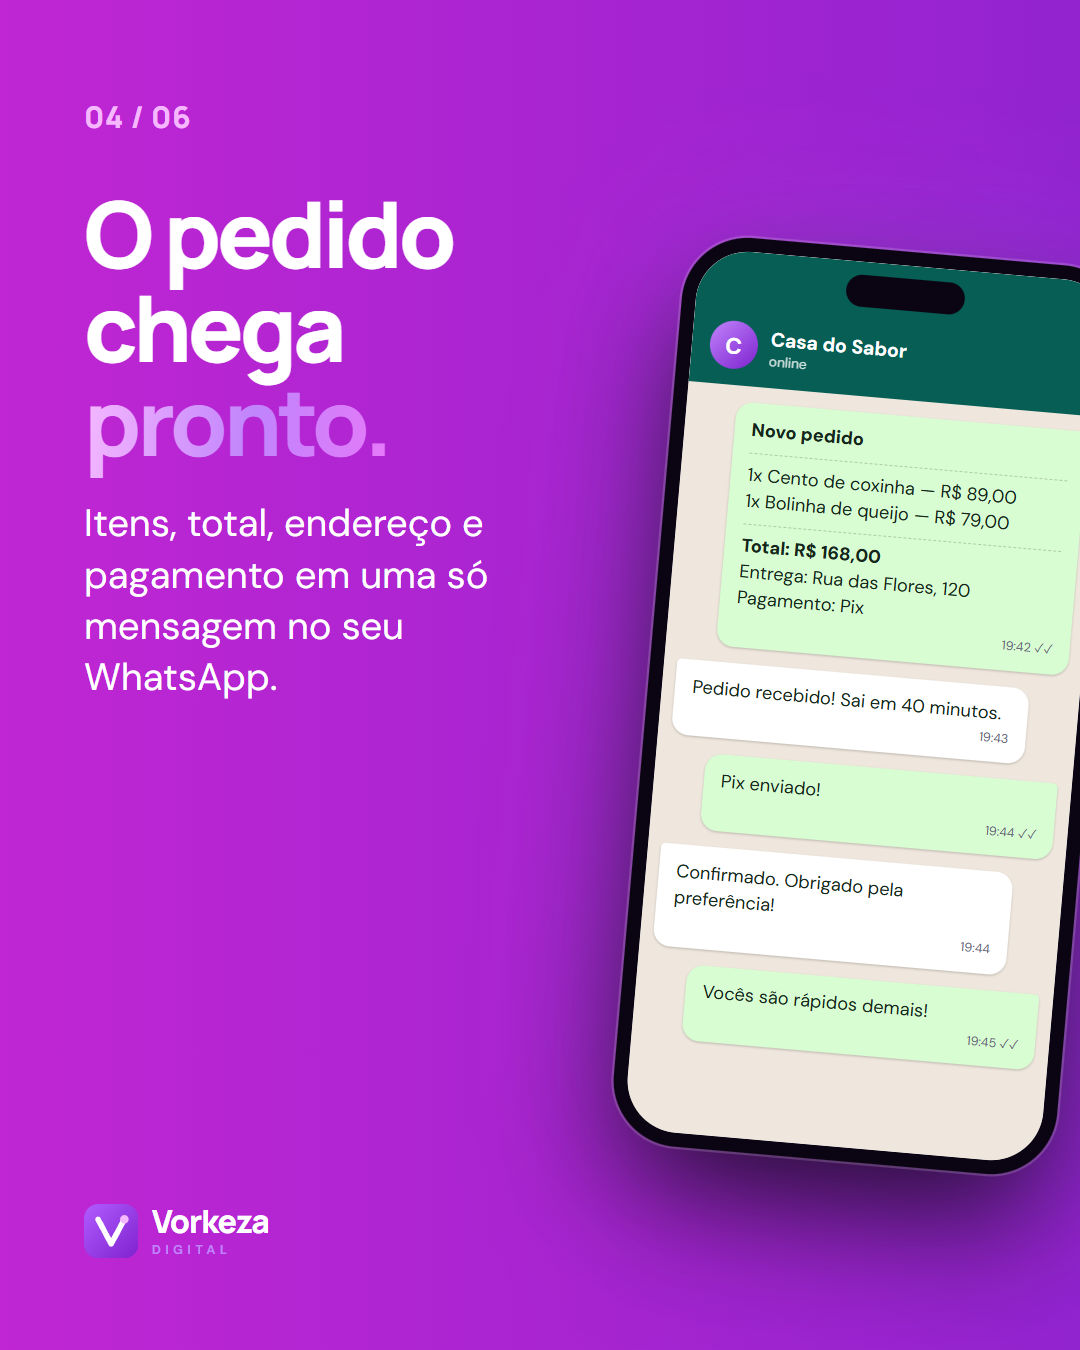 04 / 06
O pedido
chega
pronto.
Itens, total, endereço e
pagamento em uma só
mensagem no seu
WhatsApp.
C
Casa do Sabor
online
Novo pedido
1x Cento de coxinha — R$ 89,00
1x Bolinha de queijo — R$ 79,00
Total: R$ 168,00
Entrega: Rua das Flores, 120
Pagamento: Pix
19:42 ✓✓
Pedido recebido! Sai em 40 minutos.
19:43
Pix enviado!
19:44 ✓✓
Confirmado. Obrigado pela
preferência!
19:44
Vocês são rápidos demais!
19:45 ✓✓
Vorkeza
DIGITAL